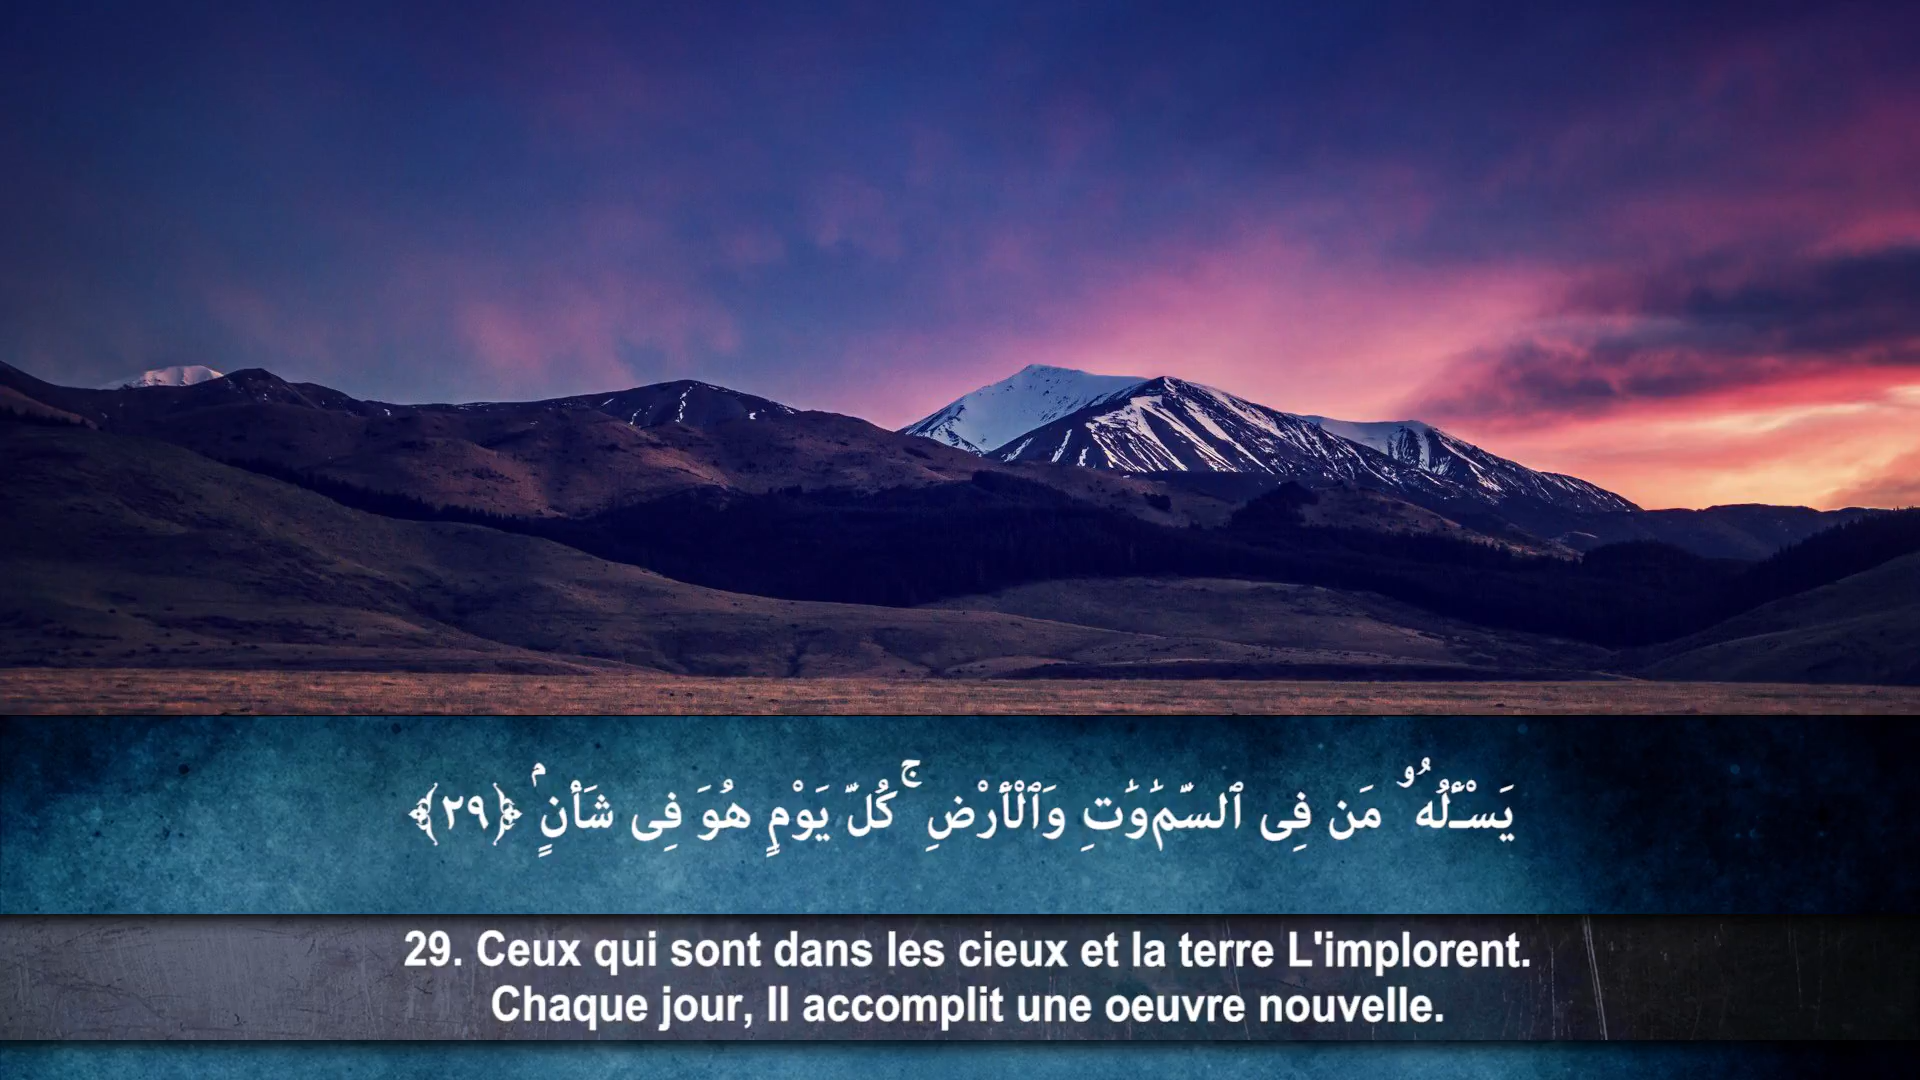 يَسْـَٔلُهُۥ مَن فِى ٱلسَّمَٰوَٰتِ وَٱلْأَرْضِ ۚ كُلَّ يَوْمٍ هُوَ فِى شَأْنٍۢ ﴿٢٩﴾
29. Ceux qui sont dans les cieux et la terre L'implorent.
Chaque jour, Il accomplit une oeuvre nouvelle.